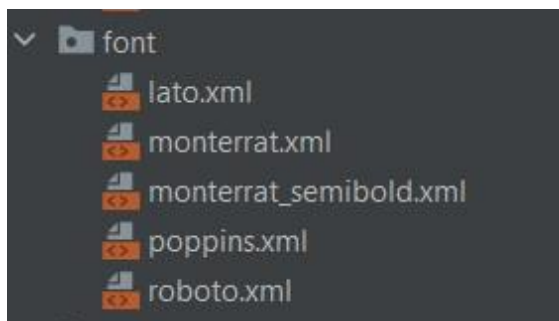 font
lato.xml
monterrat.xml
monterrat_semibold.xml
poppins.xml
roboto.xml